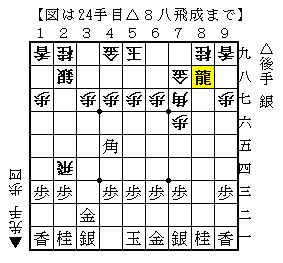 【図は24手目△８八飛成まで】
1 2 3 4 5 6 7 8 9
香 桂 金 玉 桂 香 九
銀 金 龍 八
歩 歩 歩 歩 歩 角 歩 七
歩 六
角 五
飛 四
歩 歩 歩 歩 歩 歩 歩 三
金 二
香 桂 銀 玉 金 銀 桂 香 一
△後手 銀
▲先手 歩四